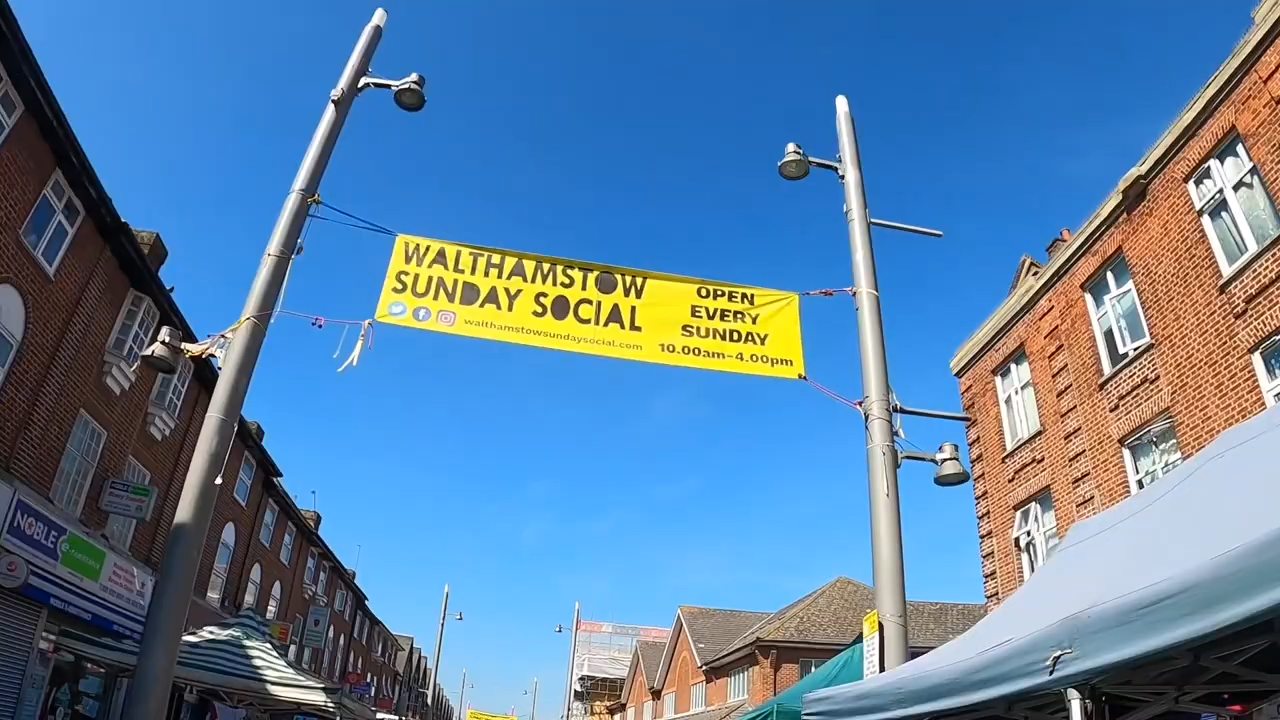 WALTHAMSTOW
SUNDAY SOCIAL
walthamstowsundaysocial.com
OPEN
EVERY
SUNDAY
10.00am-4.00pm
NOBLE